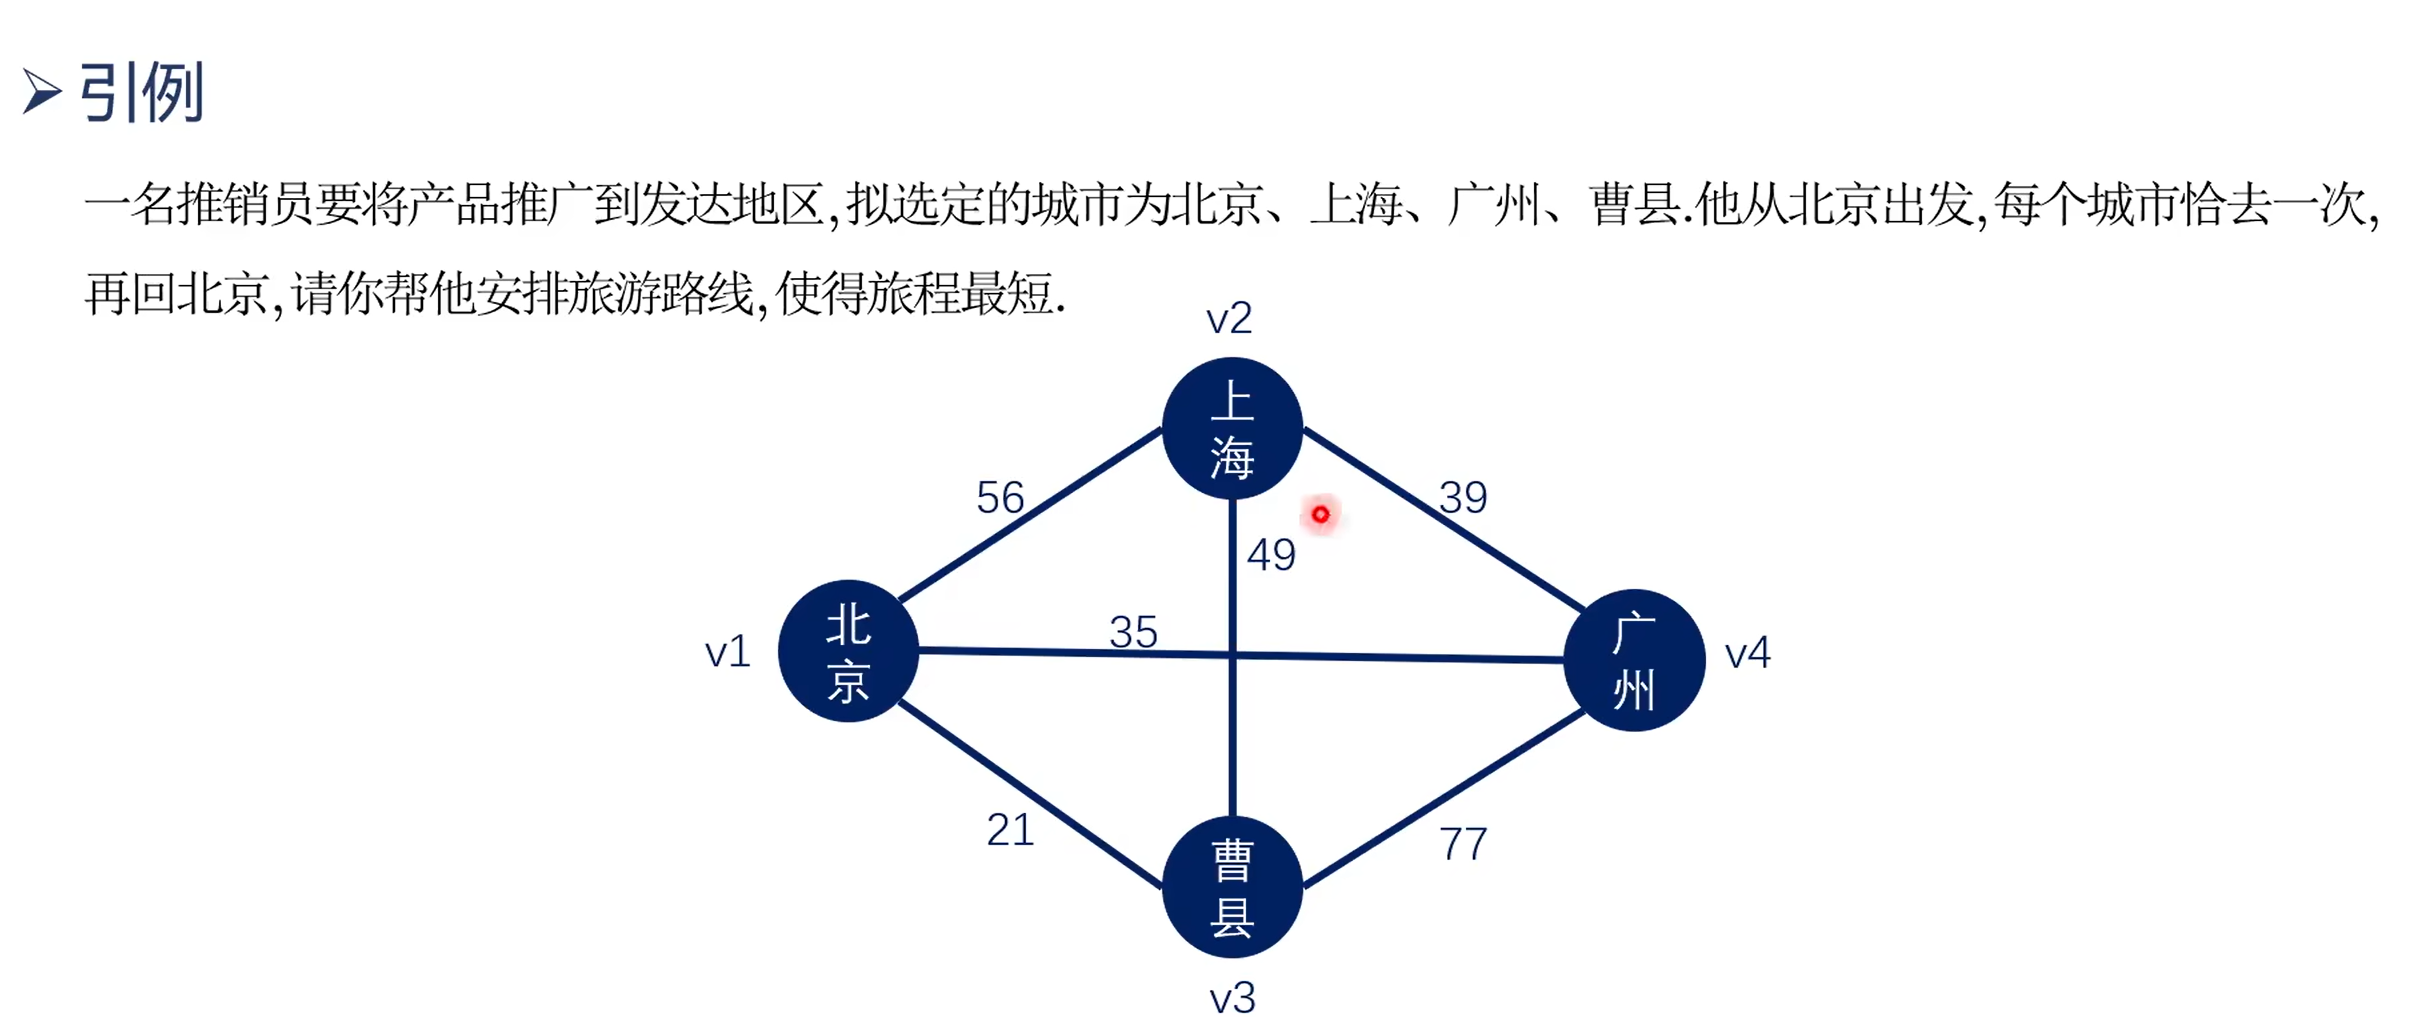 引例
一名推销员要将产品推广到发达地区,拟选定的城市为北京、上海、广州、曹县.他从北京出发,每个城市恰去一次,
再回北京,请你帮他安排旅游路线,使得旅程最短.
v2
上海
56
39
49
35
北京
v1
广州
v4
21
77
曹县
v3